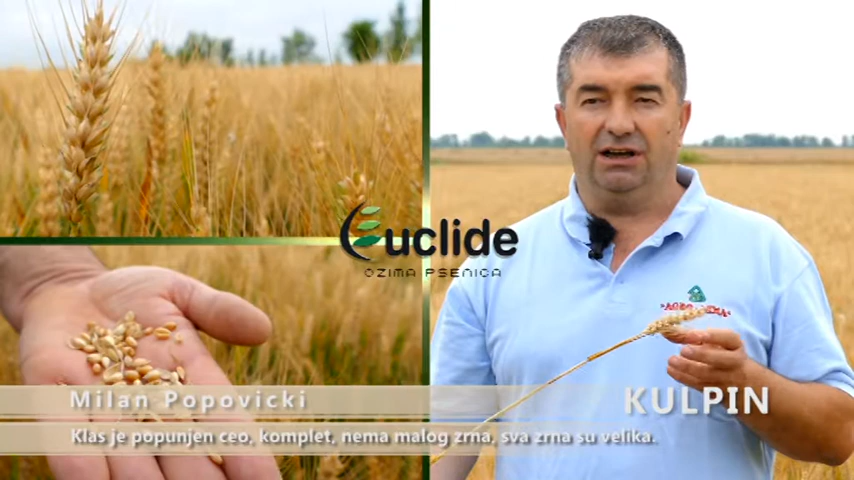 Euclide
OZIMA PSENICA
Milan Popovicki
KULPIN
Klas je popunjen ceo, komplet, nema malog zrna, sva zrna su velika.